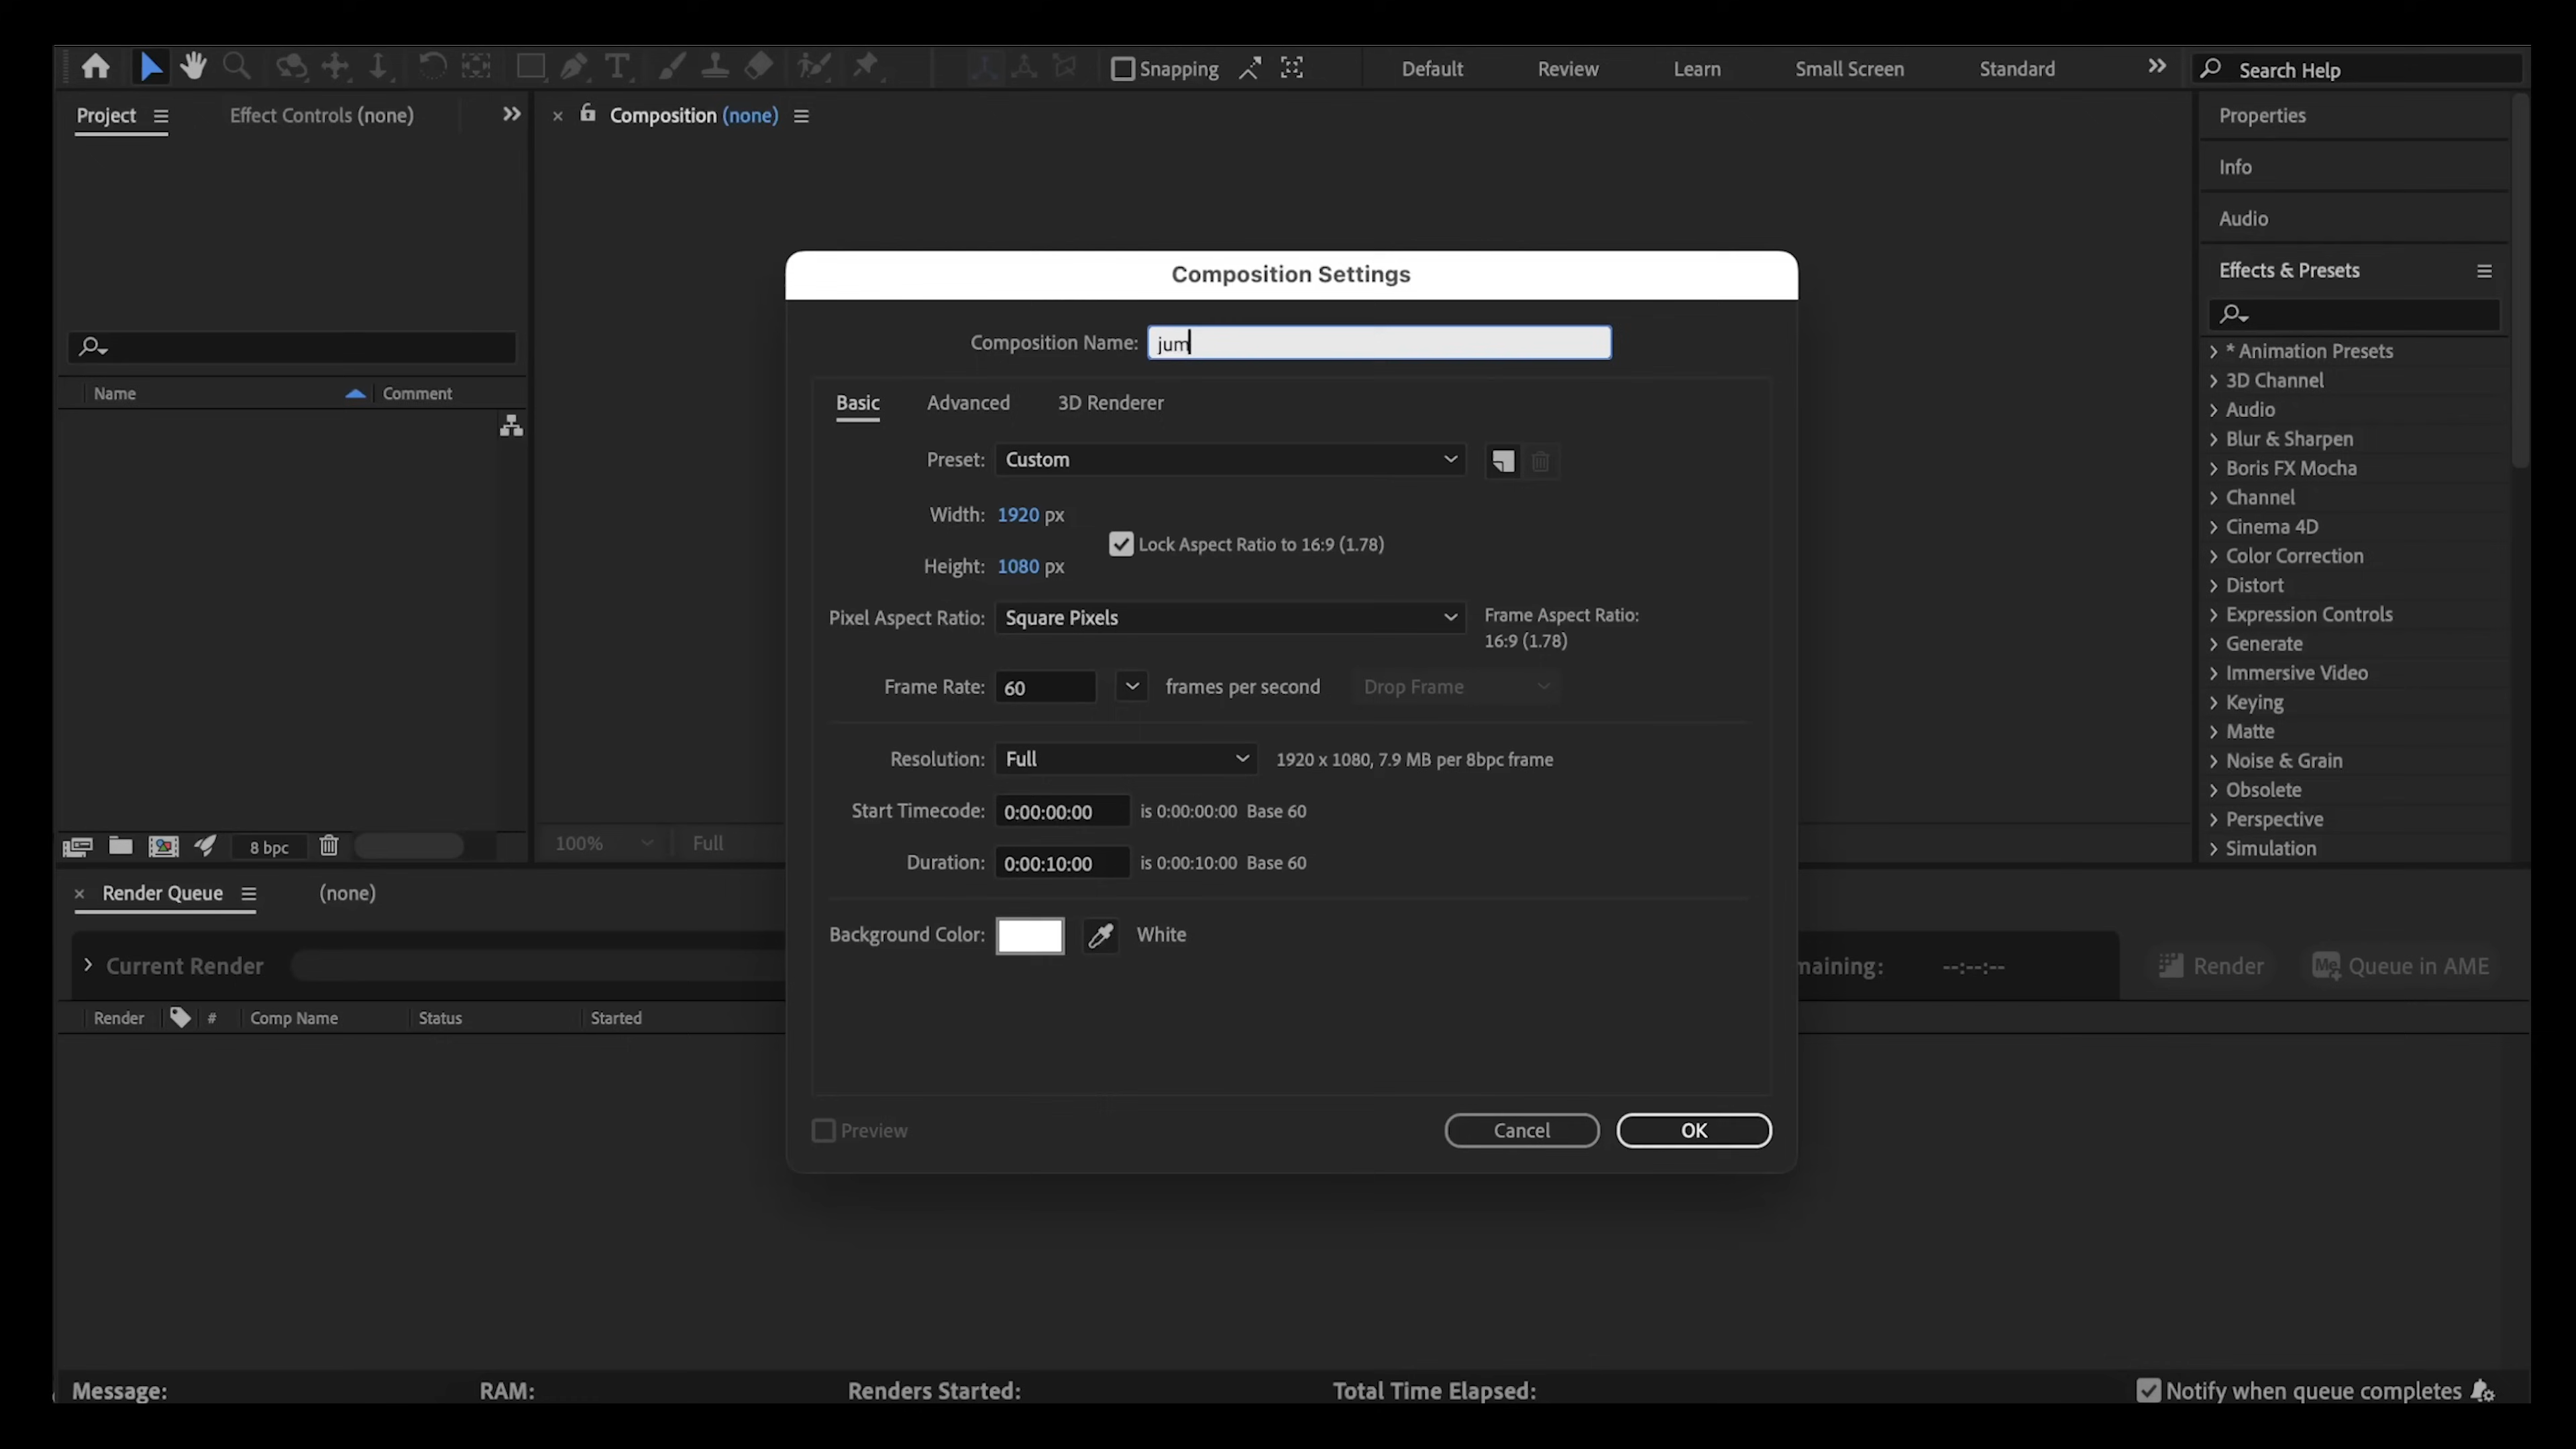 Snapping Default Review Learn Small Screen Standard Search Help
Project Effect Controls (none) Composition (none)
Properties
Info
Audio
Effects & Presets
* Animation Presets
3D Channel
Audio
Blur & Sharpen
Boris FX Mocha
Channel
Cinema 4D
Color Correction
Distort
Expression Controls
Generate
Immersive Video
Keying
Matte
Noise & Grain
Obsolete
Perspective
Simulation
Name Comment
8 bpc
100% Full
Composition Settings
Composition Name: jum
Basic Advanced 3D Renderer
Preset: Custom
Width: 1920 px
Lock Aspect Ratio to 16:9 (1.78)
Height: 1080 px
Pixel Aspect Ratio: Square Pixels Frame Aspect Ratio:
16:9 (1.78)
Frame Rate: 60 frames per second Drop Frame
Resolution: Full 1920 x 1080, 7.9 MB per 8bpc frame
Start Timecode: 0:00:00:00 is 0:00:00:00 Base 60
Duration: 0:00:10:00 is 0:00:10:00 Base 60
Background Color: White
Preview Cancel OK
Render Queue (none)
Current Render maining: --:--:-- Render Me Queue in AME
Render # Comp Name Status Started
Message: RAM: Renders Started: Total Time Elapsed: Notify when queue completes